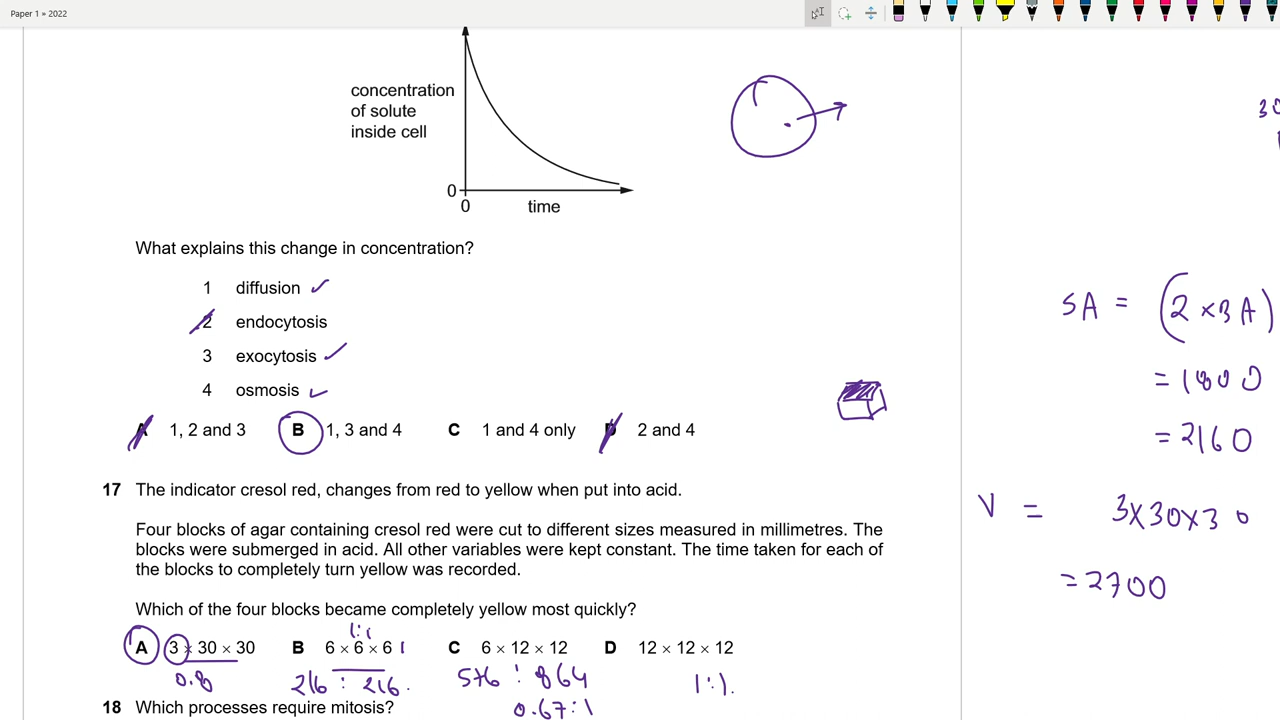 Paper 1 » 2022
concentration
of solute
inside cell
0
0 time
What explains this change in concentration?
1 diffusion ✓
2 endocytosis
3 exocytosis ✓
4 osmosis ✓
A 1, 2 and 3 B 1, 3 and 4 C 1 and 4 only D 2 and 4
17 The indicator cresol red, changes from red to yellow when put into acid.
Four blocks of agar containing cresol red were cut to different sizes measured in millimetres. The
blocks were submerged in acid. All other variables were kept constant. The time taken for each of
the blocks to completely turn yellow was recorded.
Which of the four blocks became completely yellow most quickly?
1:1
A 3 × 30 × 30 B 6 × 6 × 6 C 6 × 12 × 12 D 12 × 12 × 12
0.8 216 : 216 576 : 864 1:1
0.67:1
18 Which processes require mitosis?
30
SA =
= 1800
= 2160
V = 3x30x30
= 2700